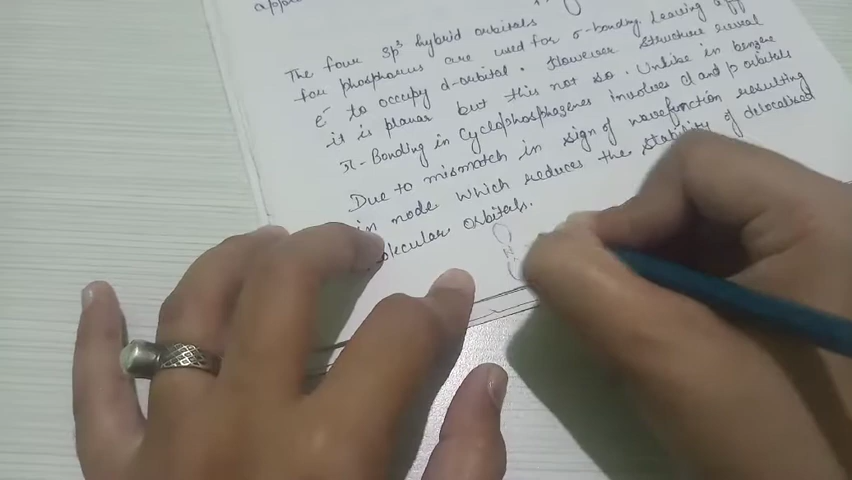 The four sp³ hybrid orbitals
for phosphorus are used for σ-bonding. Leaving
e⁻ to occupy d-orbital. However structure reveal
it is planar but this not so. Unlike in benzene
π-Bonding in Cyclophosphazenes involves d and p orbitals
Due to mismatch in sign of wavefunction resulting
in node which reduces the stability of delocalised
olecular orbitals.
N